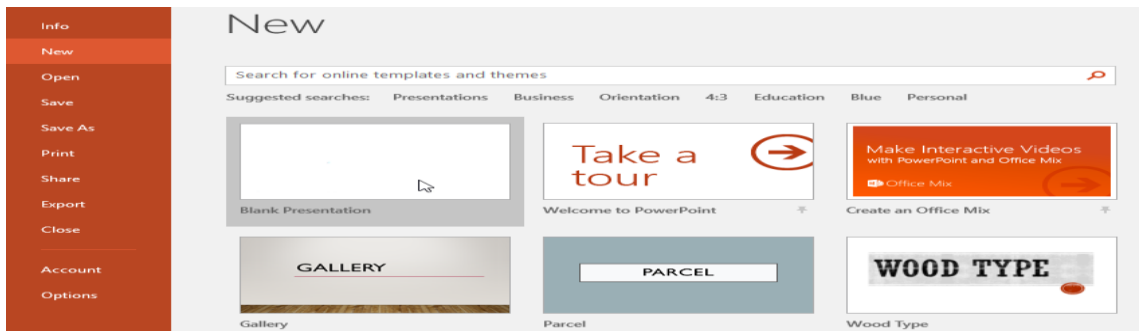 Info
New
Open
Save
Save As
Print
Share
Export
Close
Account
Options
New
Search for online templates and themes
Suggested searches: Presentations Business Orientation 4:3 Education Blue Personal
Take a
tour
Make Interactive Videos
with PowerPoint and Office Mix
Office Mix
Blank Presentation
Welcome to PowerPoint
Create an Office Mix
GALLERY
PARCEL
WOOD TYPE
Gallery
Parcel
Wood Type